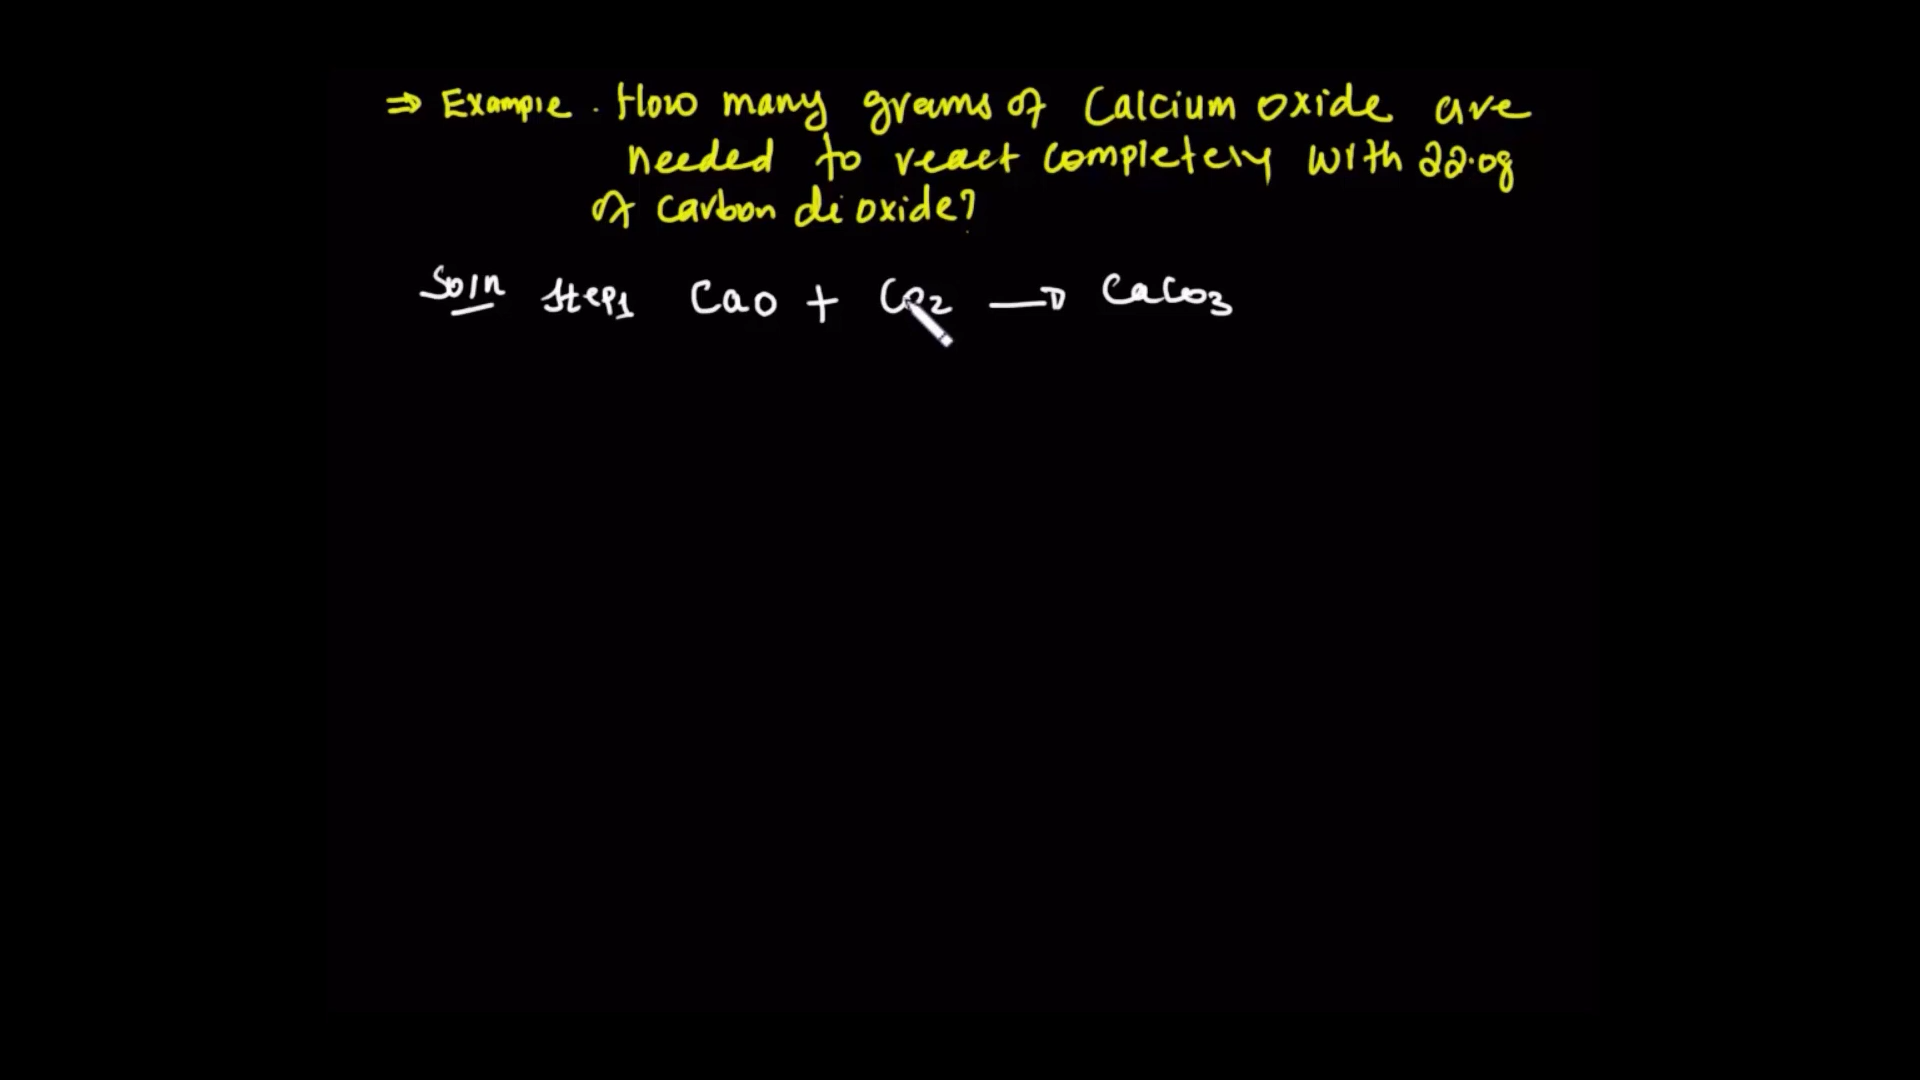 ⇒ Example. How many grams of Calcium oxide are
needed to react completely with 22.0g
of carbon dioxide?
Soln Step1 CaO + CO2 → CaCO3